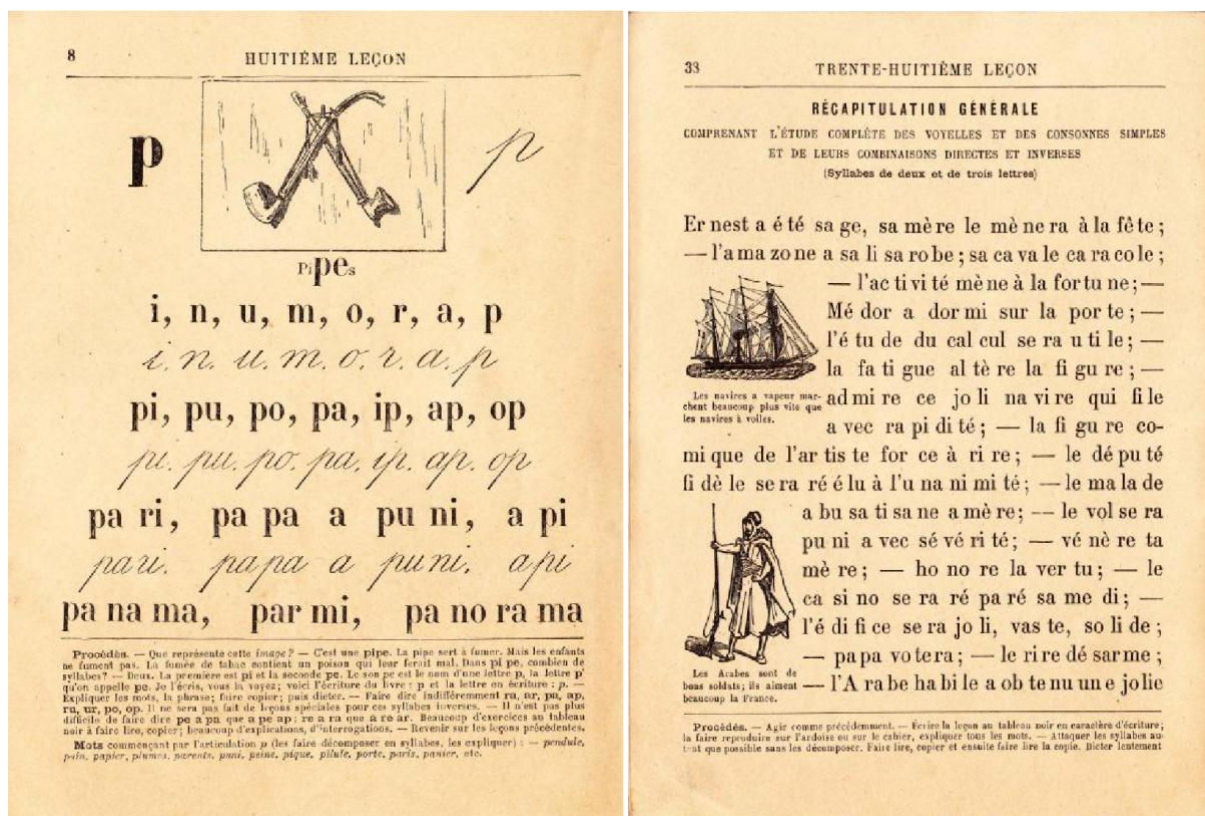 8
HUITIÈME LEÇON
p
p
Pipes
i, n, u, m, o, r, a, p
i. n. u. m. o. r. a. p
pi, pu, po, pa, ip, ap, op
pi. pu. po. pa. ip. ap. op
pa ri, pa pa a pu ni, a pi
pari. papa a puni. api
pa na ma, par mi, pa no ra ma
Procédés. — Que représente cette image ? — C'est une pipe. La pipe sert à fumer. Mais les enfants
ne fument pas. La fumée de tabac contient un poison qui leur ferait mal. Dans pi pe, combien de
syllabes ? — Deux. La première est pi et la seconde pe. Le son pe est le nom d'une lettre p, la lettre p
qu'on appelle pe. Je l'écris, vous la voyez; voici l'écriture du livre : p et la lettre en écriture : p. —
Expliquer les mots, la phrase; faire copier; puis dicter. — Faire dire indifféremment ra, ar, pa, ap,
ru, ur, po, op. Il ne sera pas fait de leçons spéciales pour ces syllabes inverses. — Il n'est pas plus
difficile de faire dire pe a pa que a pe ap; re a ra que a re ar. Beaucoup d'exercices au tableau
noir à faire lire, copier; beaucoup d'explications, d'interrogations. — Revenir sur les leçons précédentes.
Mots commençant par l'articulation p (les faire décomposer en syllabes, les expliquer) : — pendule,
pain, papier, plumes, parents, puni, peine, pique, pilule, porte, paris, panier, etc.
38
TRENTE-HUITIÈME LEÇON
RÉCAPITULATION GÉNÉRALE
COMPRENANT L'ÉTUDE COMPLÈTE DES VOYELLES ET DES CONSONNES SIMPLES
ET DE LEURS COMBINAISONS DIRECTES ET INVERSES
(Syllabes de deux et de trois lettres)
Er nest a é té sa ge, sa mè re le mè ne ra à la fê te ;
— l'a ma zo ne a sa li sa ro be ; sa ca va le ca ra co le ;
— l'ac ti vi té mè ne à la for tu ne ; —
Mé dor a dor mi sur la por te ; —
l'é tu de du cal cul se ra u ti le ; —
la fa ti gue al tè re la fi gu re ; —
ad mi re ce jo li na vi re qui fi le
a vec ra pi di té ; — la fi gu re co-
Les navires à vapeur mar-
chent beaucoup plus vite que
les navires à voiles.
mi que de l'ar tis te for ce à ri re ; — le dé pu té
fi dè le se ra ré é lu à l'u na ni mi té ; — le ma la de
a bu sa ti sa ne a mè re ; — le vol se ra
pu ni a vec sé vé ri té ; — vé nè re ta
mè re ; — ho no re la ver tu ; — le
ca si no se ra ré pa ré sa me di ; —
l'é di fi ce se ra jo li, vas te, so li de ;
— pa pa vo te ra ; — le ri re dé sar me ;
— l'A ra be ha bi le a ob te nu u ne jo lie
Les Arabes sont de
bons soldats; ils aiment
beaucoup la France.
Procédés. — Agir comme précédemment. — Écrire la leçon au tableau noir en caractère d'écriture;
la faire reproduire sur l'ardoise ou sur le cahier, expliquer tous les mots. — Attaquer les syllabes au-
tant que possible sans les décomposer. Faire lire, copier et ensuite faire lire la copie. Dicter lentement